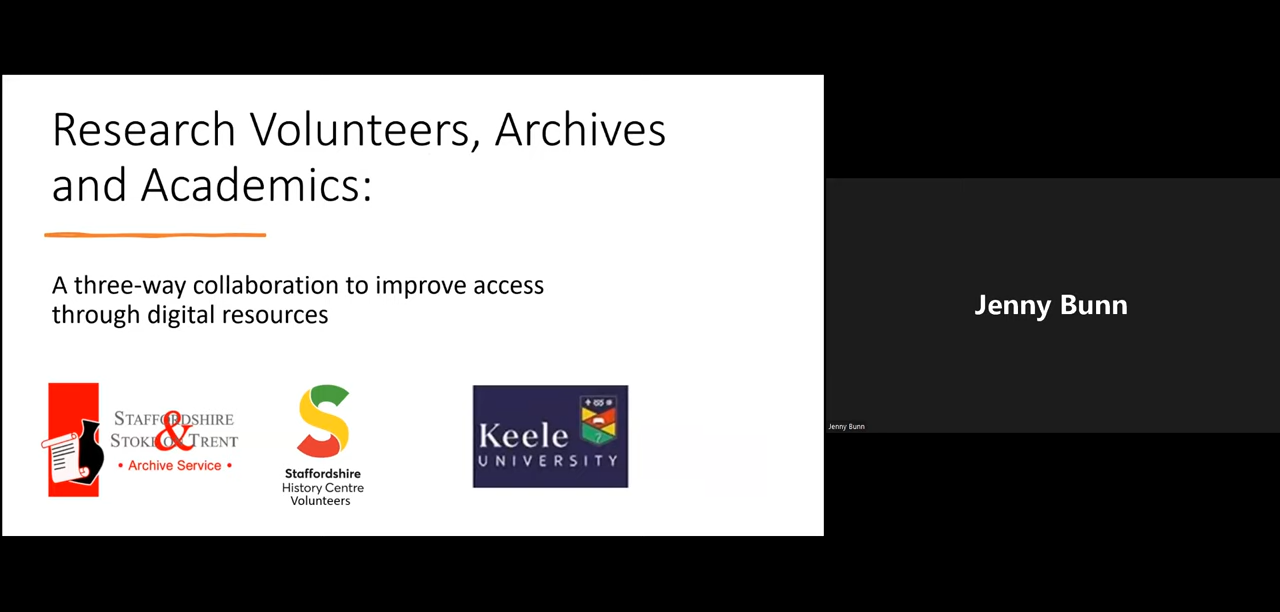 Research Volunteers, Archives
and Academics:
A three-way collaboration to improve access
through digital resources
STAFFORDSHIRE
&
STOKE ON TRENT
• Archive Service •
Staffordshire
History Centre
Volunteers
Keele
UNIVERSITY
Jenny Bunn
Jenny Bunn